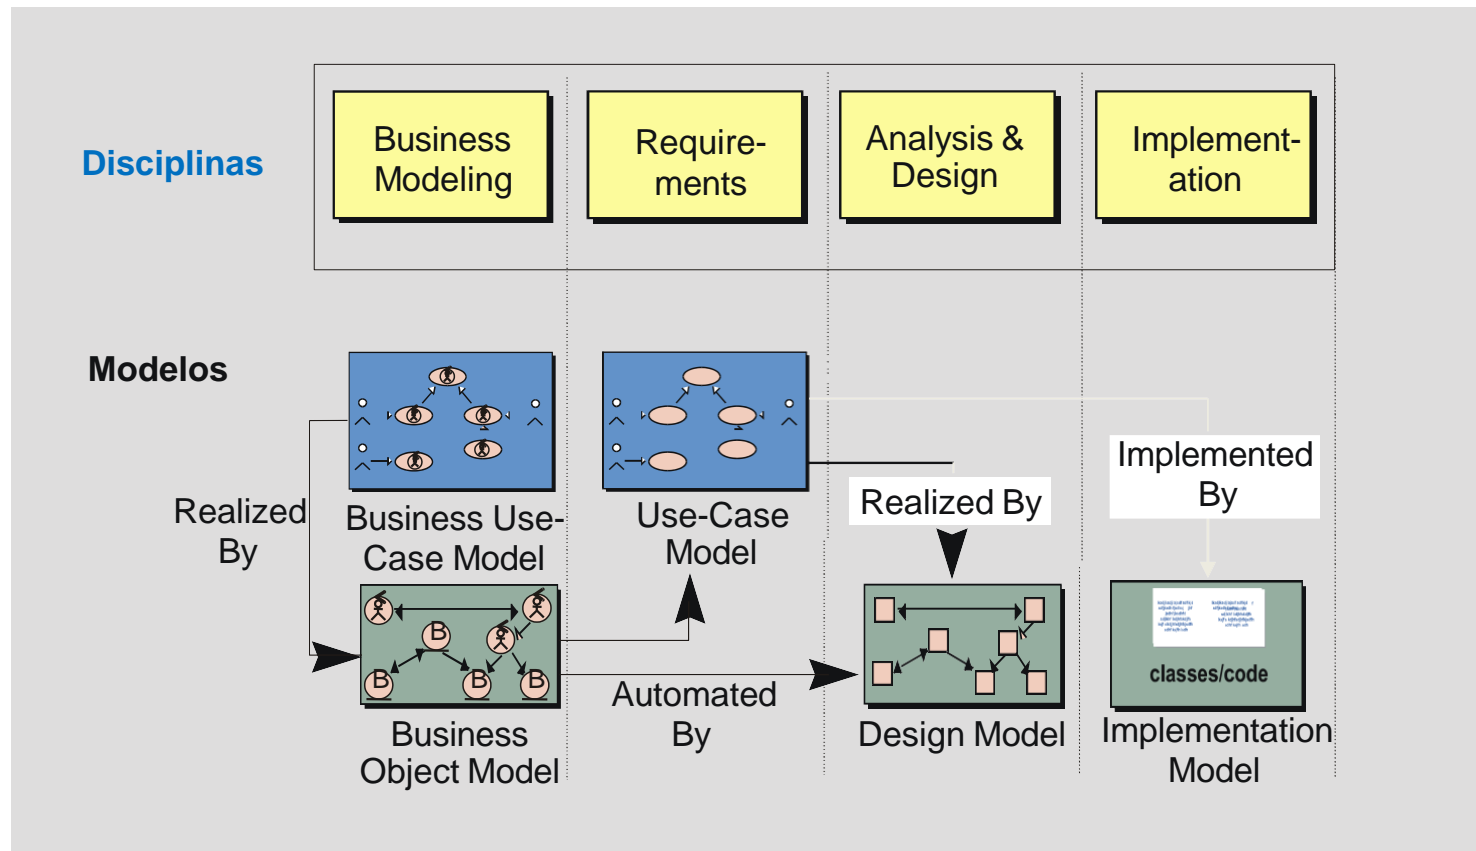 Business
Modeling
Require-
ments
Analysis &
Design
Implement-
ation
Disciplinas
Modelos
Realized
By
Business Use-
Case Model
Use-Case
Model
Realized By
Implemented
By
B
B
B
B
Automated
By
classes/code
Business
Object Model
Design Model
Implementation
Model